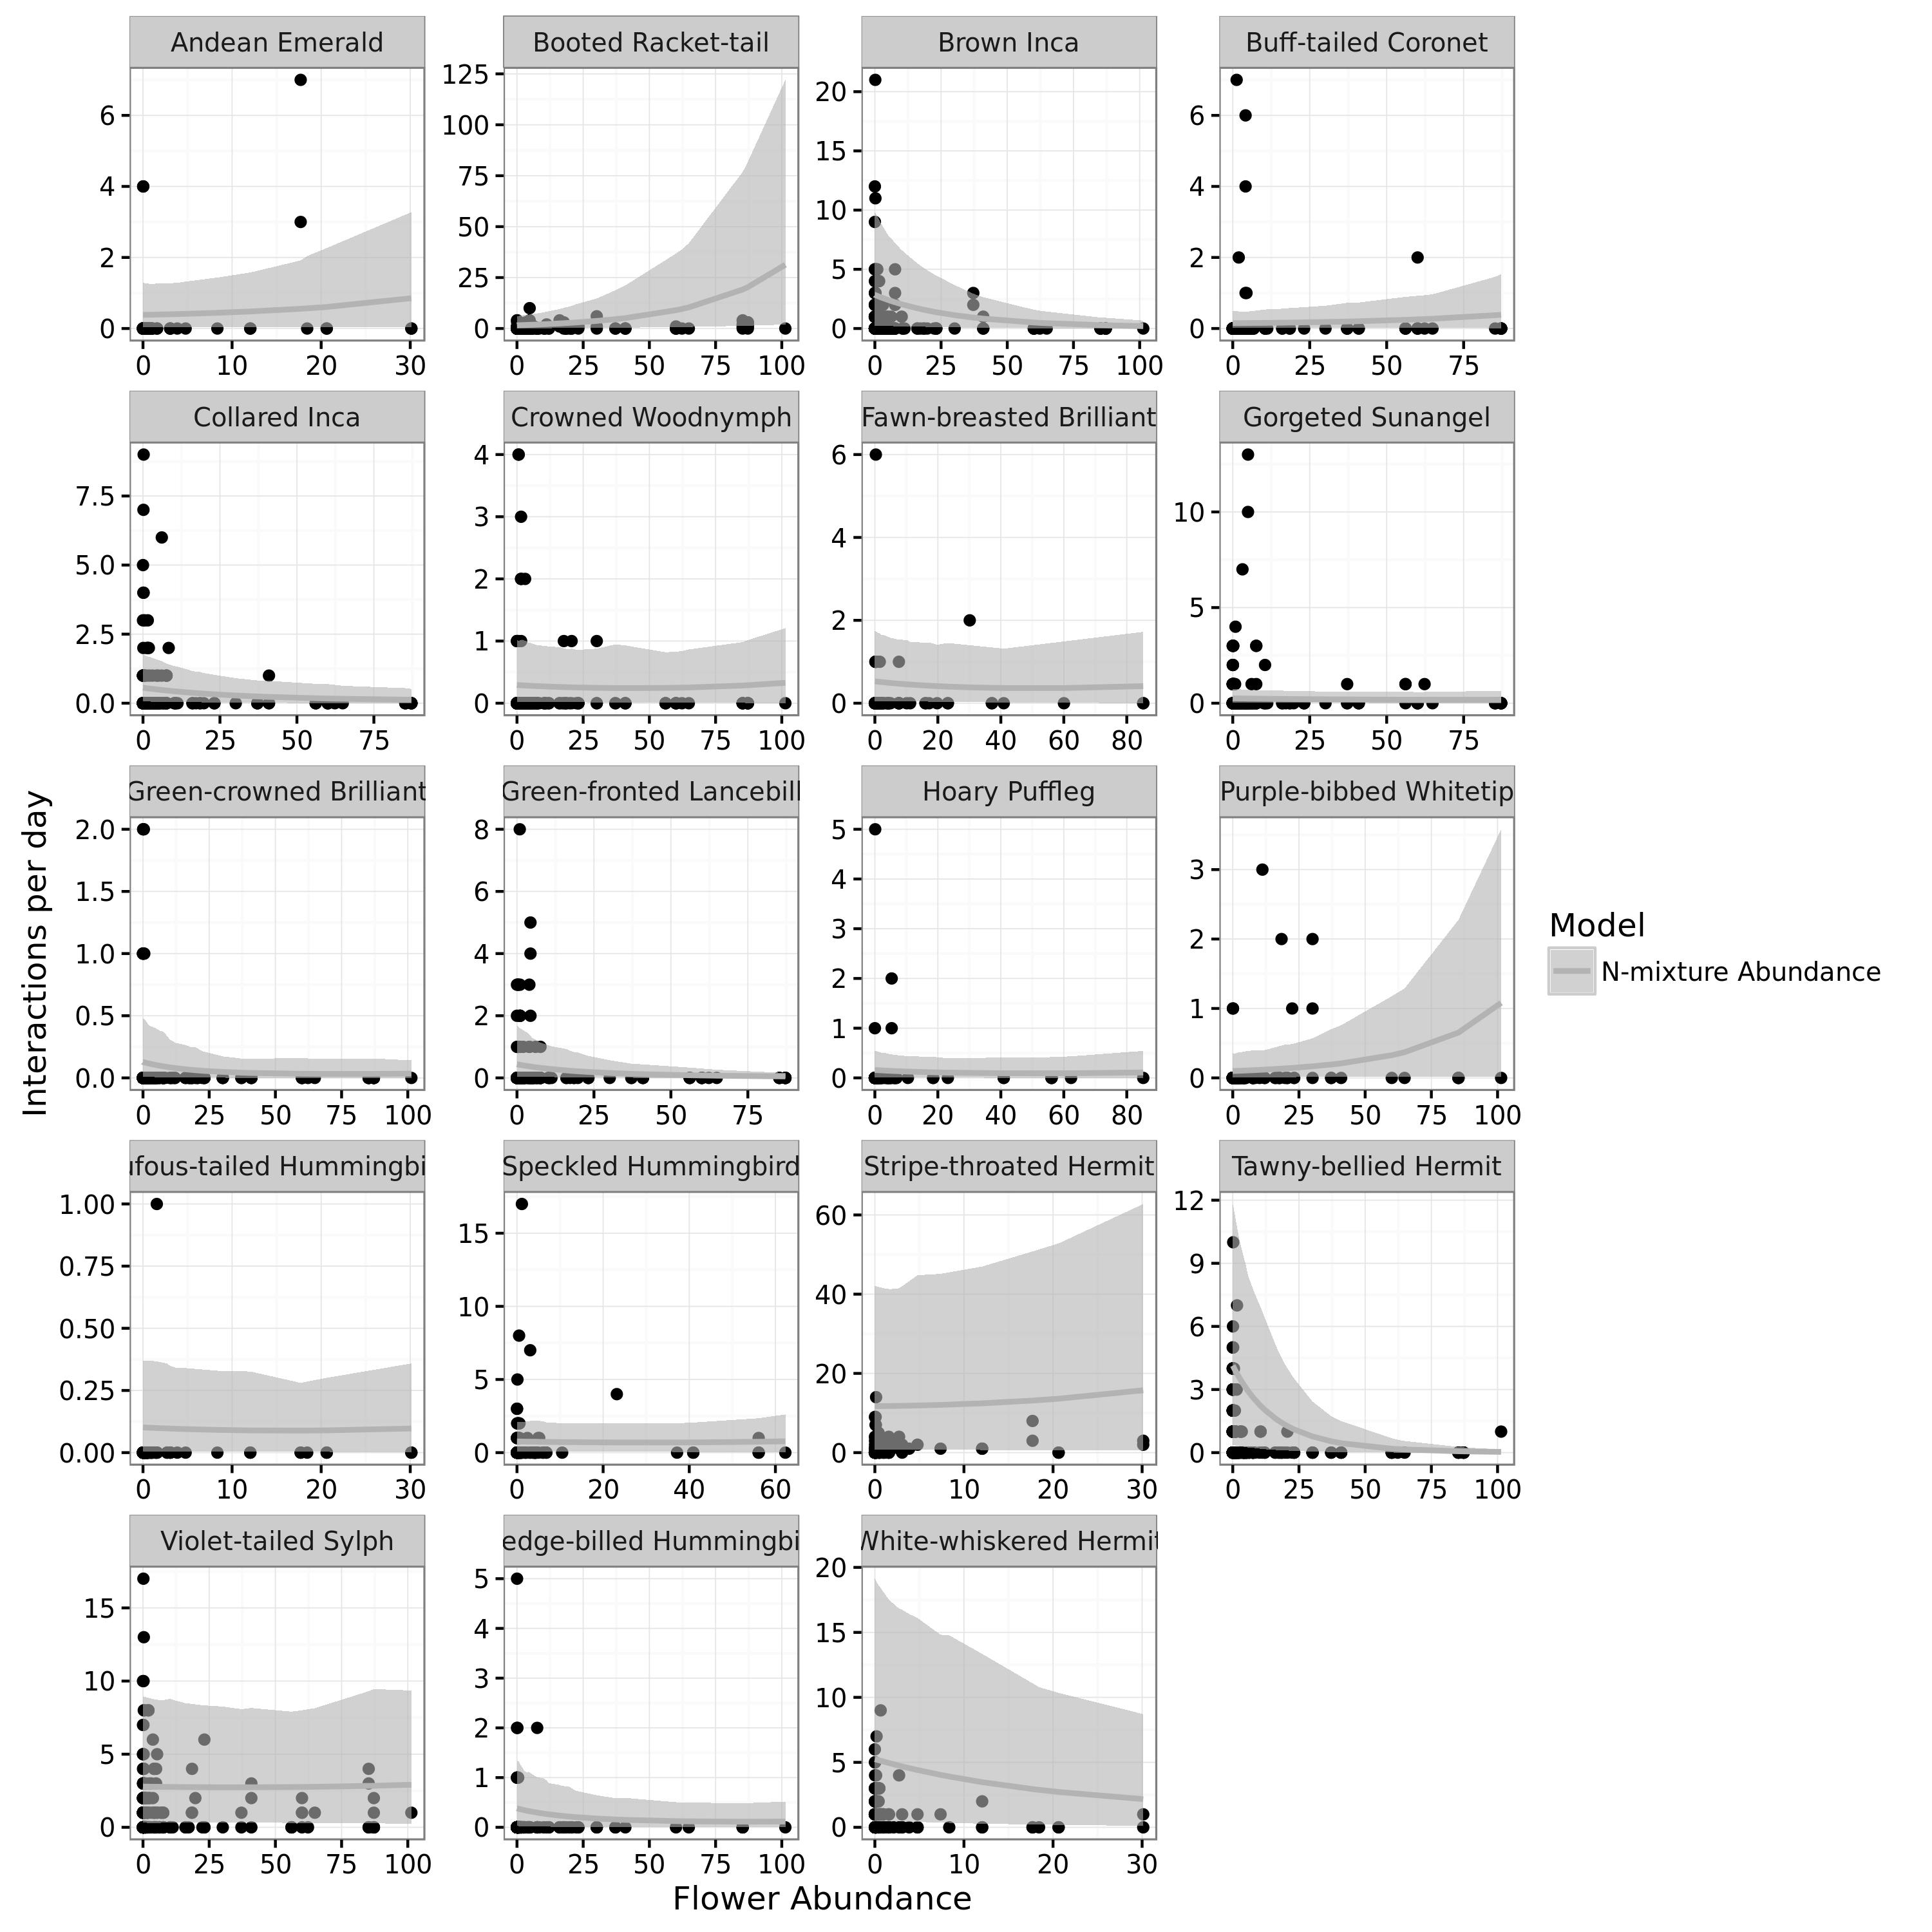 Andean Emerald
Booted Racket-tail
Brown Inca
Buff-tailed Coronet
6
4
2
0
0 10 20 30
125
100
75
50
25
0
0 25 50 75 100
20
15
10
5
0
0 25 50 75 100
6
4
2
0
0 25 50 75
Collared Inca
Crowned Woodnymph
Fawn-breasted Brilliant
Gorgeted Sunangel
7.5
5.0
2.5
0.0
0 25 50 75
4
3
2
1
0
0 25 50 75 100
6
4
2
0
0 20 40 60 80
10
5
0
0 25 50 75
Green-crowned Brilliant
Green-fronted Lancebill
Hoary Puffleg
Purple-bibbed Whitetip
2.0
1.5
1.0
0.5
0.0
0 25 50 75 100
8
6
4
2
0
0 25 50 75
5
4
3
2
1
0
0 20 40 60 80
3
2
1
0
0 25 50 75 100
ufous-tailed Hummingbi
Speckled Hummingbird
Stripe-throated Hermit
Tawny-bellied Hermit
1.00
0.75
0.50
0.25
0.00
0 10 20 30
15
10
5
0
0 20 40 60
60
40
20
0
0 10 20 30
12
9
6
3
0
0 25 50 75 100
Violet-tailed Sylph
edge-billed Hummingbi
White-whiskered Hermit
15
10
5
0
0 25 50 75 100
5
4
3
2
1
0
0 25 50 75 100
20
15
10
5
0
0 10 20 30
Interactions per day
Flower Abundance
Model
N-mixture Abundance